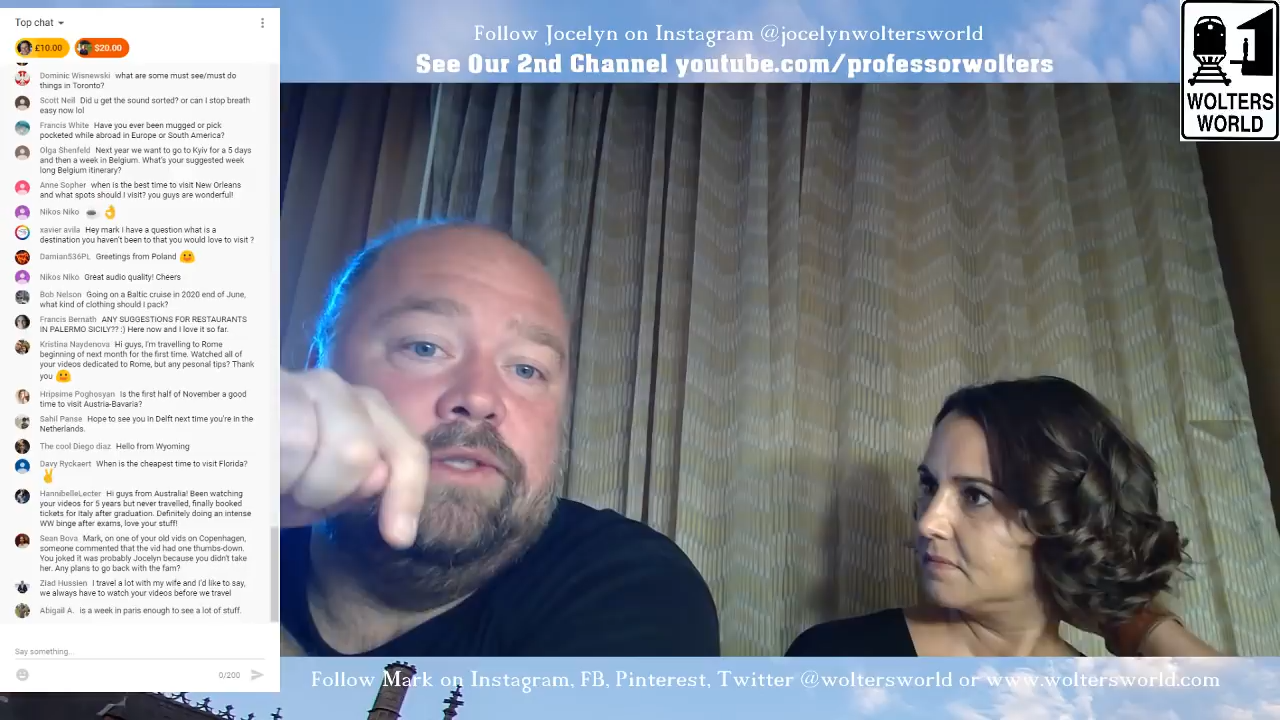 Top chat
£10.00
$20.00
Dominic Wisnewski what are some must see/must do
things in Toronto?
Scott Neil Did u get the sound sorted? or can I stop breath
easy now lol
Francis White Have you ever been mugged or pick
pocketed while abroad in Europe or South America?
Olga Shenfeld Next year we want to go to Kyiv for a 5 days
and then a week in Belgium. What's your suggested week
long Belgium itinerary?
Anne Sopher when is the best time to visit New Orleans
and what spots should I visit? you guys are wonderful!
Nikos Niko ☕ 👌
xavier avila Hey mark I have a question what is a
destination you haven't been to that you would love to visit ?
Damian536PL Greetings from Poland
Nikos Niko Great audio quality! Cheers
Bob Nelson Going on a Baltic cruise in 2020 end of June,
what kind of clothing should I pack?
Francis Bernath ANY SUGGESTIONS FOR RESTAURANTS
IN PALERMO SICILY?? :) Here now and I love it so far.
Kristina Naydenova Hi guys, I'm travelling to Rome
beginning of next month for the first time. Watched all of
your videos dedicated to Rome, but any pesonal tips? Thank
you
Hripsime Poghosyan Is the first half of November a good
time to visit Austria-Bavaria?
Sahil Panse Hope to see you in Delft next time you're in the
Netherlands.
The cool Diego diaz Hello from Wyoming
Davy Ryckaert When is the cheapest time to visit Florida?
✌
HannibelleLecter Hi guys from Australia! Been watching
your videos for 5 years but never travelled, finally booked
tickets for Italy after graduation. Definitely doing an intense
WW binge after exams, love your stuff!
Sean Bova Mark, on one of your old vids on Copenhagen,
someone commented that the vid had one thumbs-down.
You joked it was probably Jocelyn because you didn't take
her. Any plans to go back with the fam?
Ziad Hussien I travel a lot with my wife and I'd like to say,
we always have to watch your videos before we travel
Abigail A. is a week in paris enough to see a lot of stuff.
Say something...
0/200
Follow Jocelyn on Instagram @jocelynwoltersworld
See Our 2nd Channel youtube.com/professorwolters
WOLTERS
WORLD
Follow Mark on Instagram, FB, Pinterest, Twitter @woltersworld or www.woltersworld.com